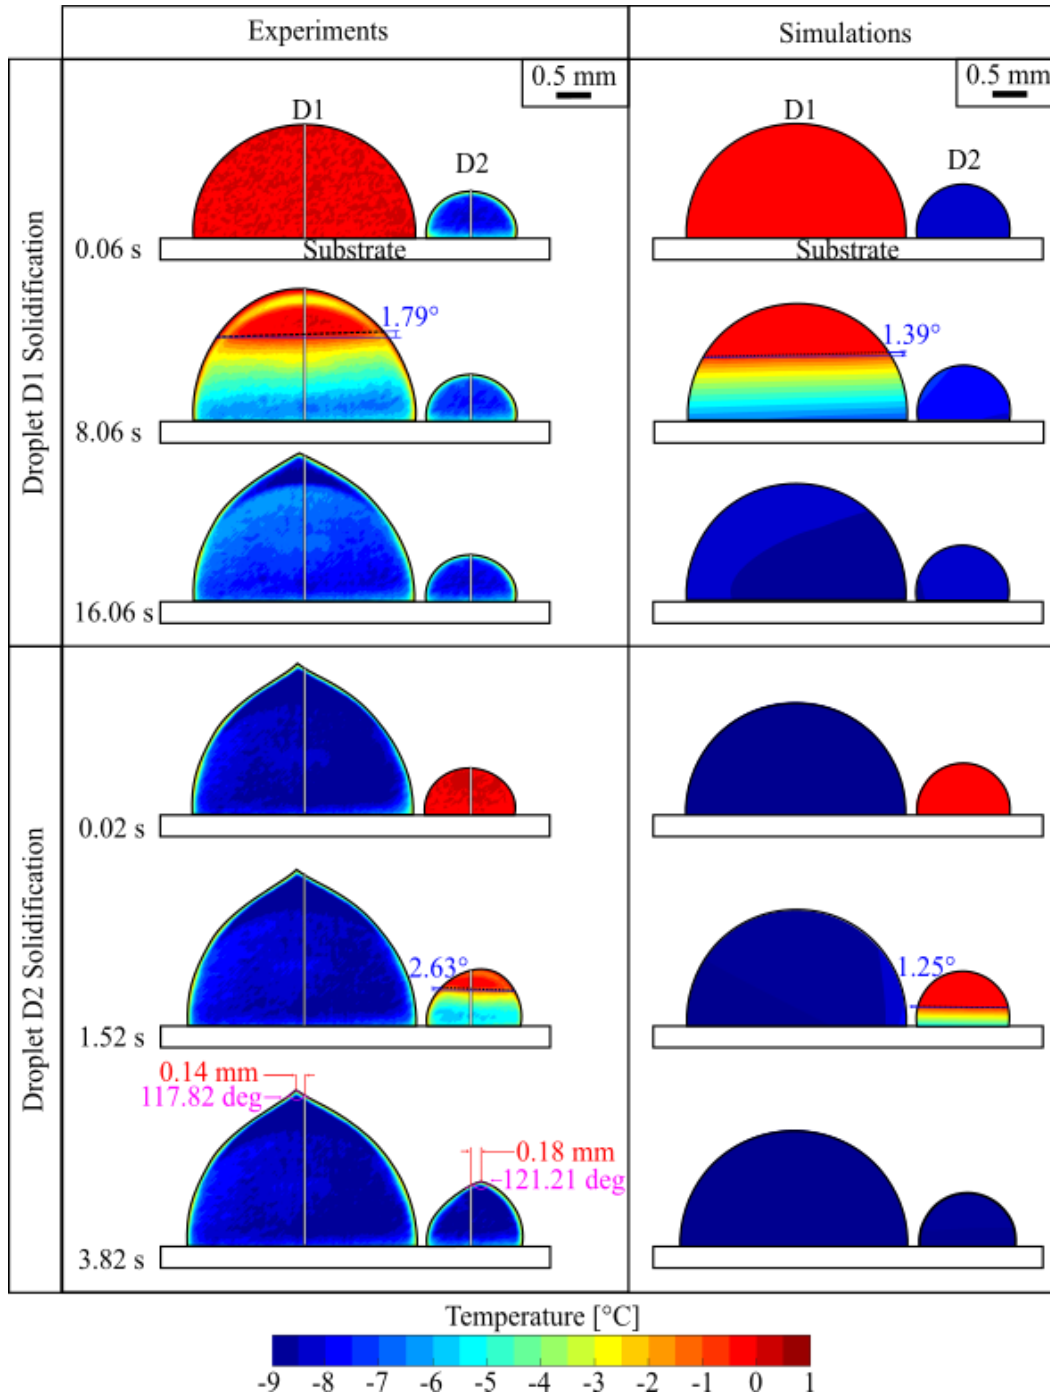 Experiments
Simulations
0.5 mm
0.5 mm
D1
D2
D1
D2
Droplet D1 Solidification
0.06 s
Substrate
Substrate
1.79°
1.39°
8.06 s
16.06 s
Droplet D2 Solidification
0.02 s
2.63°
1.25°
1.52 s
0.14 mm
117.82 deg
0.18 mm
121.21 deg
3.82 s
Temperature [°C]
-9 -8 -7 -6 -5 -4 -3 -2 -1 0 1